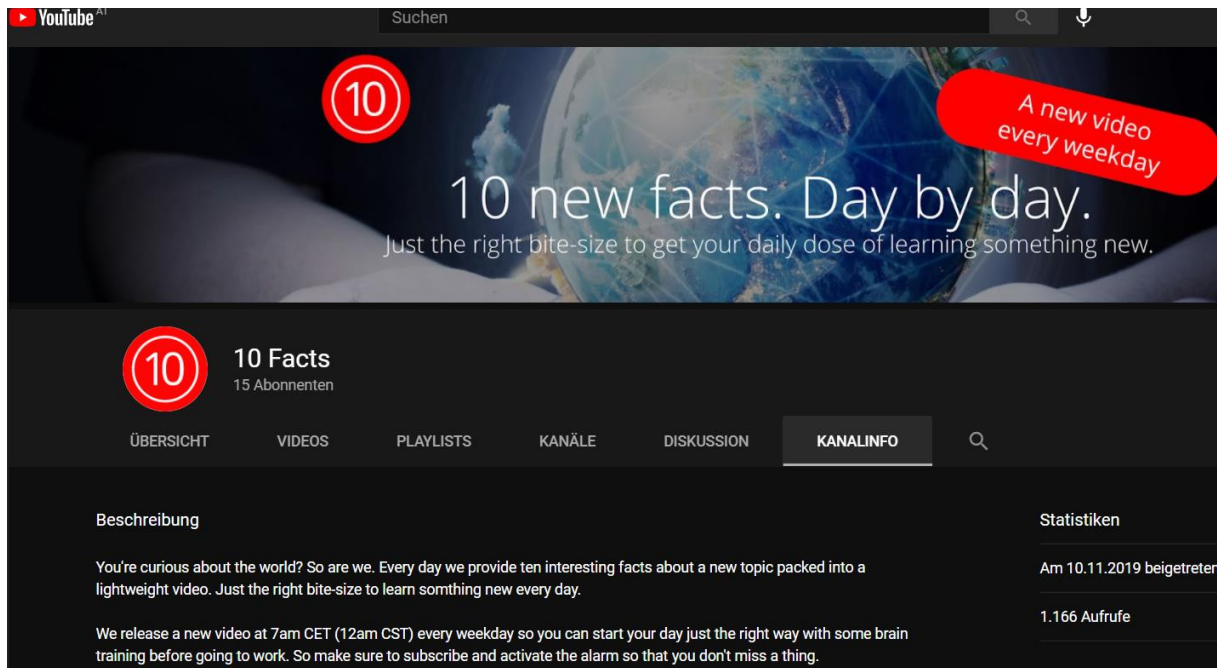 YouTube AT
Suchen
10
A new video
every weekday
10 new facts. Day by day.
Just the right bite-size to get your daily dose of learning something new.
10
10 Facts
15 Abonnenten
ÜBERSICHT VIDEOS PLAYLISTS KANÄLE DISKUSSION KANALINFO
Beschreibung
Statistiken
You're curious about the world? So are we. Every day we provide ten interesting facts about a new topic packed into a
lightweight video. Just the right bite-size to learn somthing new every day.
Am 10.11.2019 beigetreten
We release a new video at 7am CET (12am CST) every weekday so you can start your day just the right way with some brain
training before going to work. So make sure to subscribe and activate the alarm so that you don't miss a thing.
1.166 Aufrufe